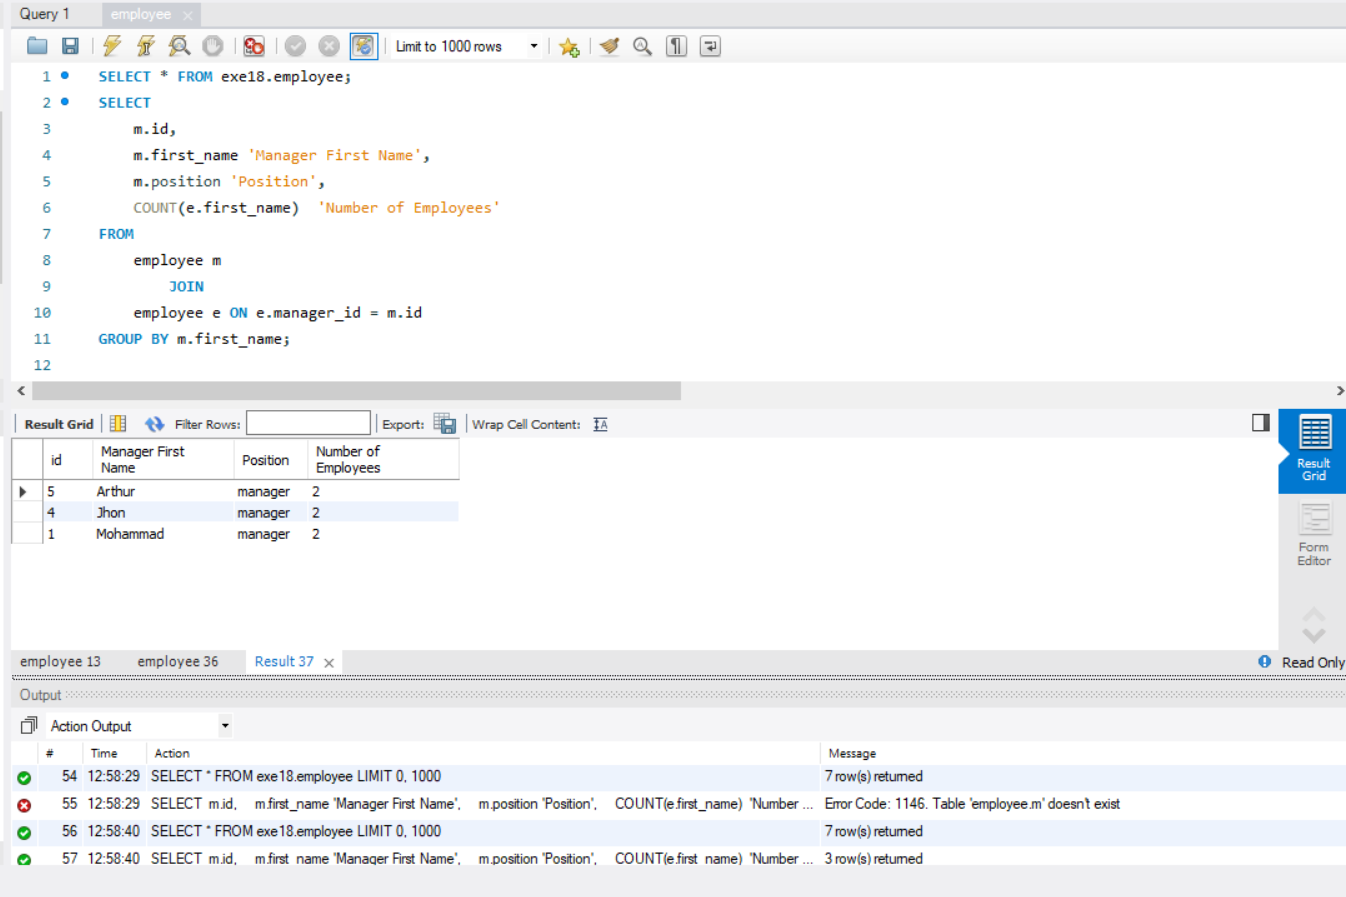 Query 1 employee
Limit to 1000 rows
1 SELECT * FROM exe18.employee;
2 SELECT
3 m.id,
4 m.first_name 'Manager First Name',
5 m.position 'Position',
6 COUNT(e.first_name) 'Number of Employees'
7 FROM
8 employee m
9 JOIN
10 employee e ON e.manager_id = m.id
11 GROUP BY m.first_name;
12
Result Grid Filter Rows: Export: Wrap Cell Content: IA
id Manager First Name Position Number of Employees
5 Arthur manager 2
4 Jhon manager 2
1 Mohammad manager 2
Result Grid
Form Editor
employee 13 employee 36 Result 37 Read Only
Output
Action Output
# Time Action Message
54 12:58:29 SELECT * FROM exe18.employee LIMIT 0, 1000 7 row(s) returned
55 12:58:29 SELECT m.id, m.first_name 'Manager First Name', m.position 'Position', COUNT(e.first_name) 'Number ... Error Code: 1146. Table 'employee.m' doesn't exist
56 12:58:40 SELECT * FROM exe18.employee LIMIT 0, 1000 7 row(s) returned
57 12:58:40 SELECT m.id, m.first_name 'Manager First Name', m.position 'Position', COUNT(e.first_name) 'Number ... 3 row(s) returned